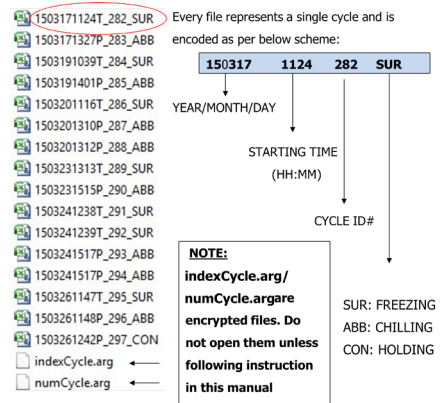 1503171124T_282_SUR
1503171327P_283_ABB
1503191039T_284_SUR
1503191401P_285_ABB
1503201116T_286_SUR
1503201310P_287_ABB
1503201312P_288_ABB
1503231313T_289_SUR
1503231515P_290_ABB
1503241238T_291_SUR
1503241239T_292_SUR
1503241517P_293_ABB
1503241517P_294_ABB
1503261147T_295_SUR
1503261148P_296_ABB
1503261242P_297_CON
indexCycle.arg
numCycle.arg
Every file represents a single cycle and is
encoded as per below scheme:
150317 1124 282 SUR
YEAR/MONTH/DAY
STARTING TIME
(HH:MM)
CYCLE ID#
NOTE:
indexCycle.arg/
numCycle.argare
encrypted files. Do
not open them unless
following instruction
in this manual
SUR: FREEZING
ABB: CHILLING
CON: HOLDING